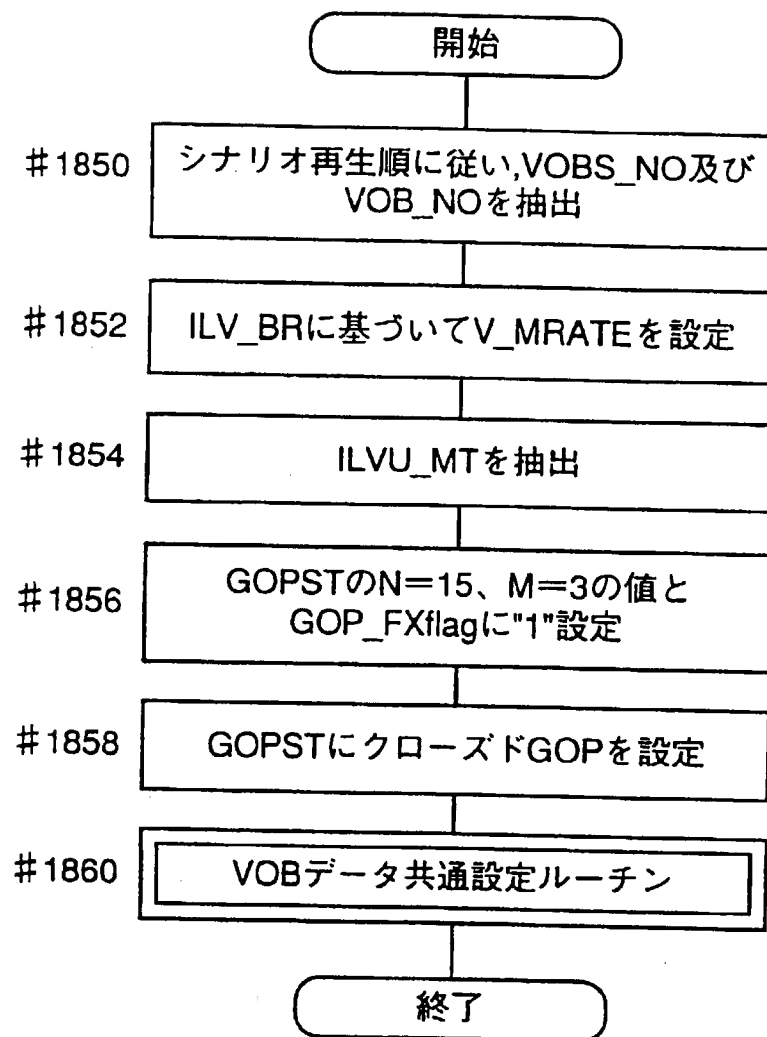 開始
#1850
シナリオ再生順に従い,VOBS_NO及び
VOB_NOを抽出
#1852
ILV_BRに基づいてV_MRATEを設定
#1854
ILVU_MTを抽出
#1856
GOPSTのN=15、M=3の値と
GOP_FXflagに"1"設定
#1858
GOPSTにクローズドGOPを設定
#1860
VOBデータ共通設定ルーチン
終了